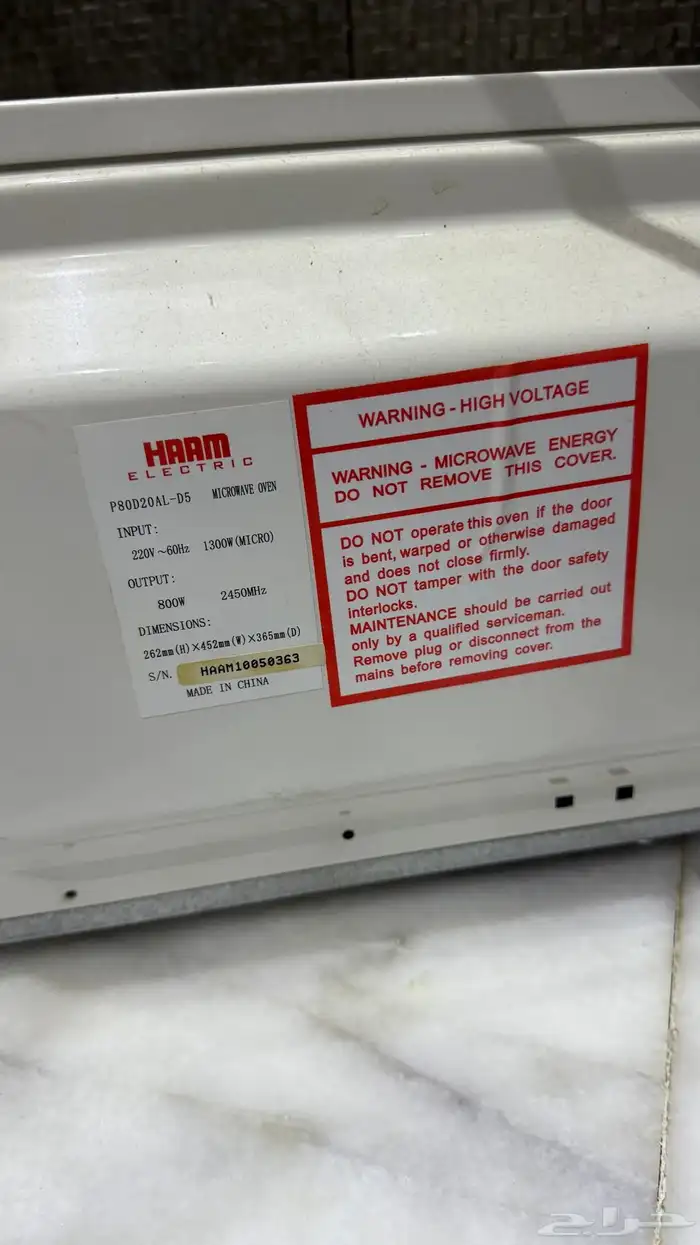 HAAM
ELECTRIC
P80D20AL-D5 MICROWAVE OVEN
INPUT:
220V~60Hz 1300W(MICRO)
OUTPUT:
800W 2450MHz
DIMENSIONS:
262mm(H)×452mm(W)×365mm(D)
S/N. HAAM10050363
MADE IN CHINA
WARNING - HIGH VOLTAGE
WARNING - MICROWAVE ENERGY
DO NOT REMOVE THIS COVER.
DO NOT operate this oven if the door
is bent, warped or otherwise damaged
and does not close firmly.
DO NOT tamper with the door safety
interlocks.
MAINTENANCE should be carried out
only by a qualified serviceman.
Remove plug or disconnect from the
mains before removing cover.
حراج